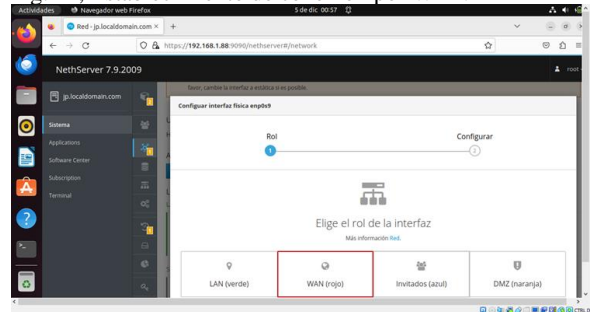 Actividades Navegador web Firefox 5 de dic 00:57
Red - jp.localdomain.com × +
https://192.168.1.88:9090/nethserver#/network
NethServer 7.9.2009 root
favor, cambie la interfaz a estática si es posible.
jp.localdomain.com
Configuar interfaz física enp0s9
Sistema
Applications
Software Center
Subscription
Terminal
Rol Configurar
1 2
Elige el rol de la interfaz
Más información Red.
LAN (verde) WAN (rojo) Invitados (azul) DMZ (naranja)